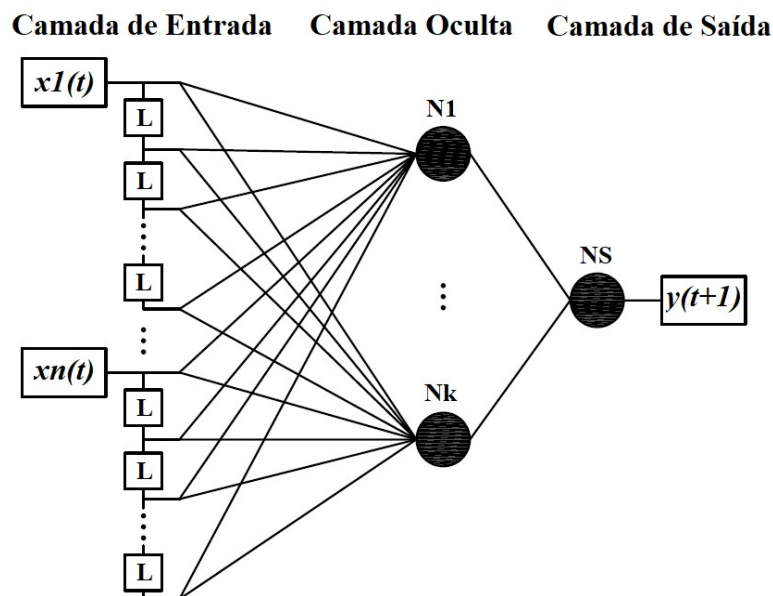 Camada de Entrada Camada Oculta Camada de Saída
x1(t)
L
N1
L
NS
L
y(t+1)
xn(t)
Nk
L
L
L